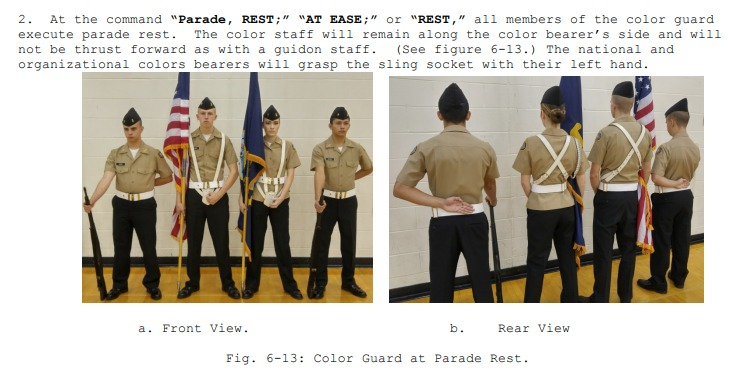 2. At the command “Parade, REST;” “AT EASE;” or “REST,” all members of the color guard
execute parade rest. The color staff will remain along the color bearer’s side and will
not be thrust forward as with a guidon staff. (See figure 6-13.) The national and
organizational colors bearers will grasp the sling socket with their left hand.
a. Front View.
b. Rear View
Fig. 6-13: Color Guard at Parade Rest.